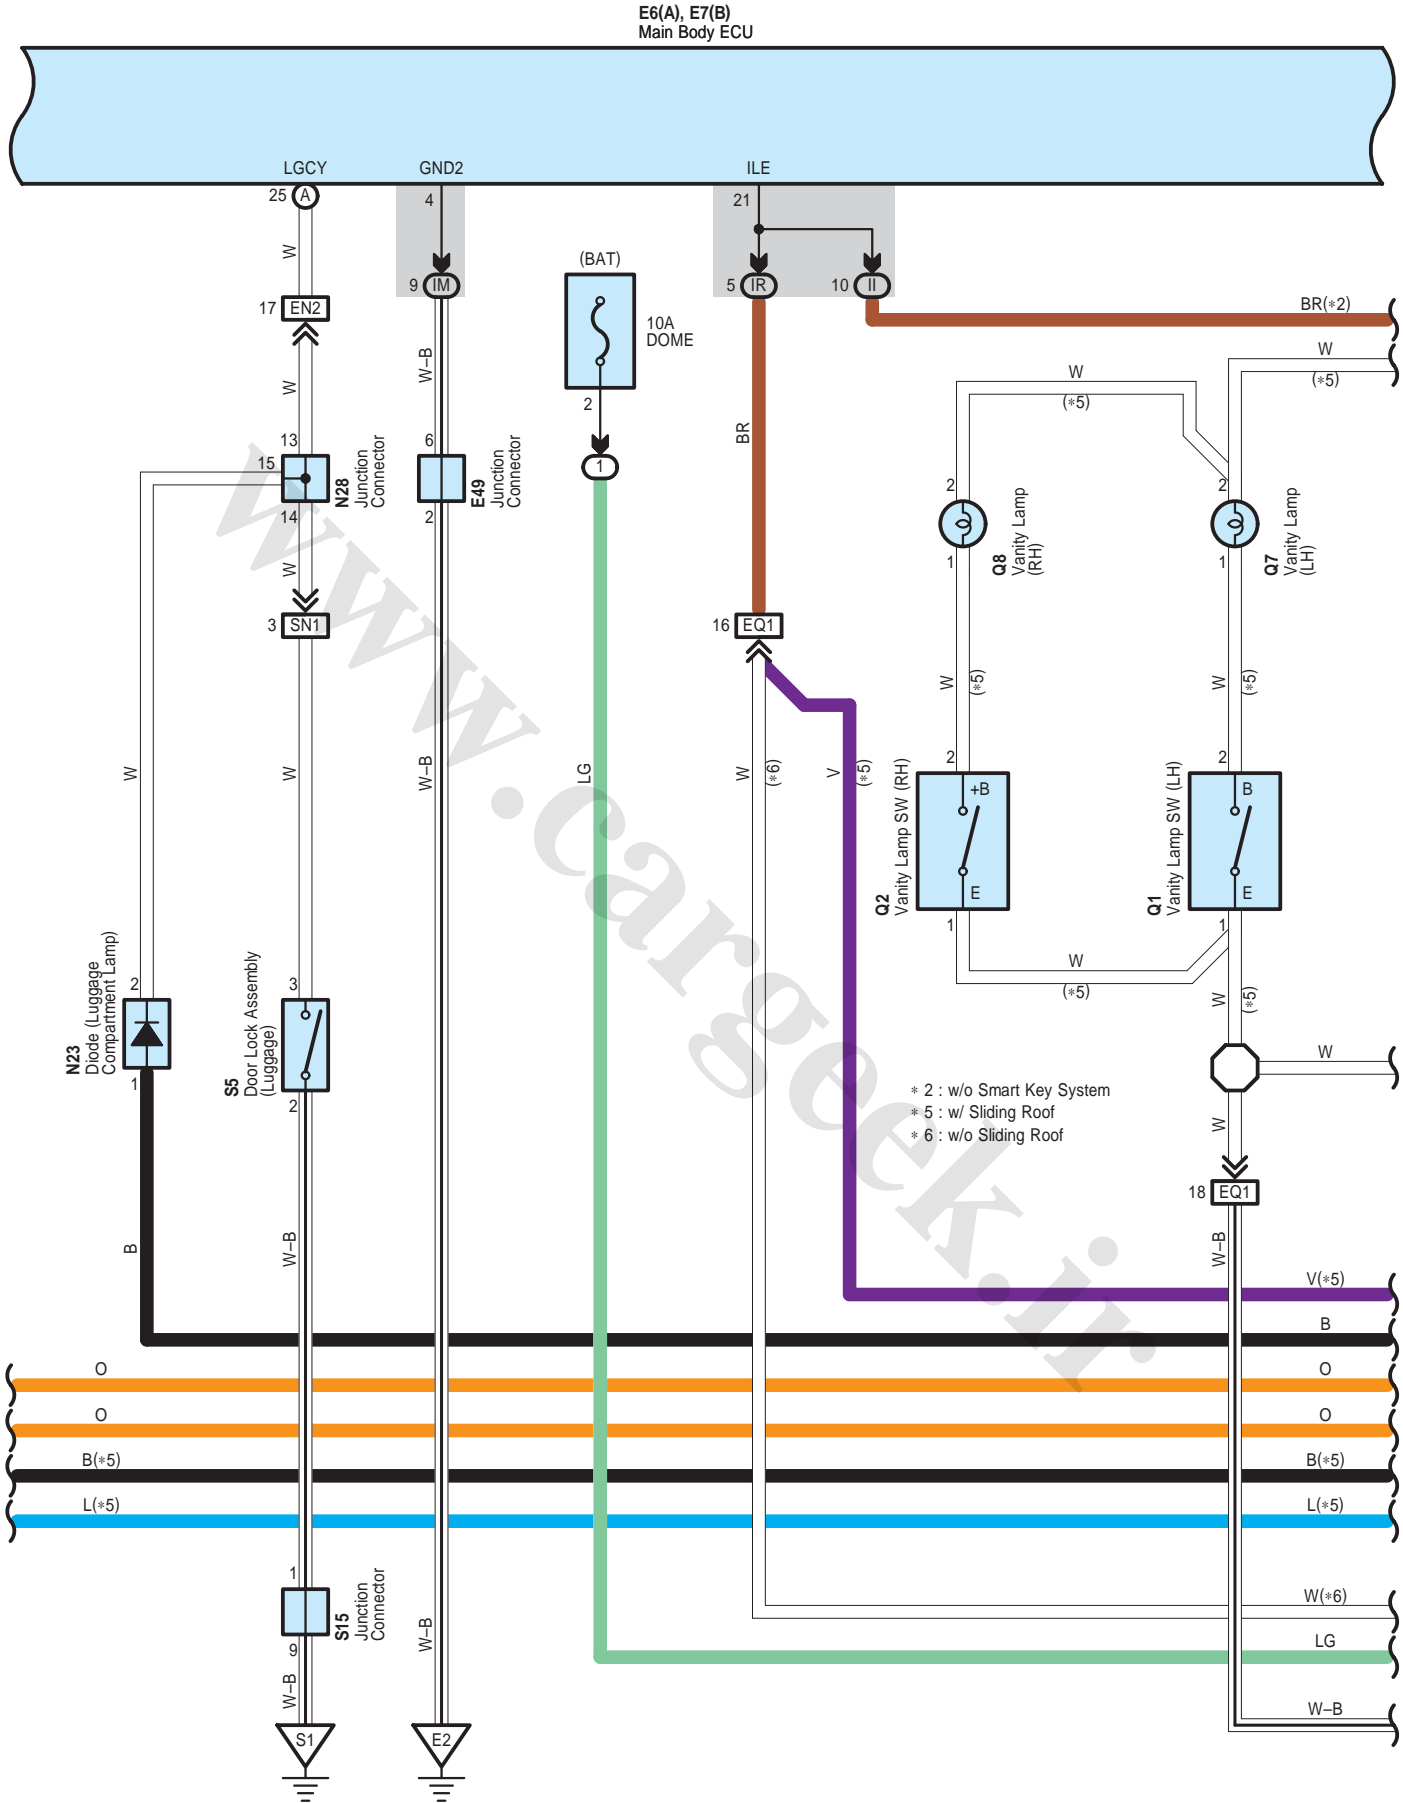 E6(A), E7(B)
Main Body ECU
LGCY
GND2
ILE
25 A
4
21
W
(BAT)
9 IM
5 IR
10 II
17 EN2
10A
DOME
BR(*2)
W
(*5)
W
W–B
2
W
(*5)
BR
13
15
14
N28
Junction
Connector
6
2
E49
Junction
Connector
1
2
1
Q8
Vanity Lamp
(RH)
2
1
Q7
Vanity Lamp
(LH)
W
3 SN1
16 EQ1
W
(*5)
W
(*5)
W
W
W–B
LG
W
(*6)
V
(*5)
2
+B
E
1
Q2
Vanity Lamp SW (RH)
2
B
E
1
Q1
Vanity Lamp SW (LH)
W
(*5)
W
(*5)
2
1
N23
Diode (Luggage
Compartment Lamp)
3
2
S5
Door Lock Assembly
(Luggage)
W
* 2 : w/o Smart Key System
* 5 : w/ Sliding Roof
* 6 : w/o Sliding Roof
W
18 EQ1
B
W–B
W–B
V(*5)
B
O
O
O
O
B(*5)
B(*5)
L(*5)
L(*5)
1
9
S15
Junction
Connector
W–B
W–B
W(*6)
LG
W–B
S1
E2
www.cargeek.ir